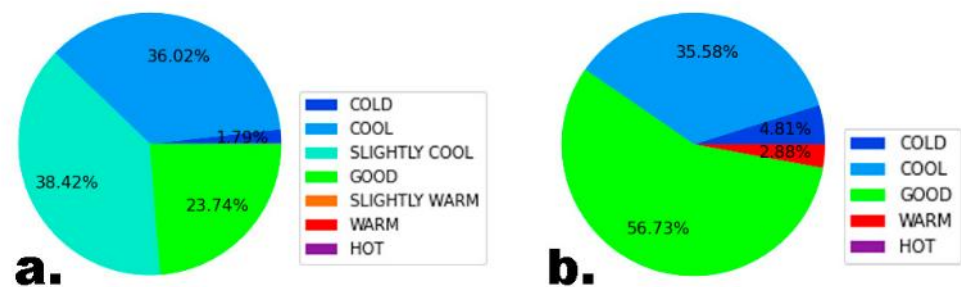 36.02%
1.79%
38.42%
23.74%
COLD
COOL
SLIGHTLY COOL
GOOD
SLIGHTLY WARM
WARM
HOT
a.
35.58%
4.81%
2.88%
56.73%
COLD
COOL
GOOD
WARM
HOT
b.